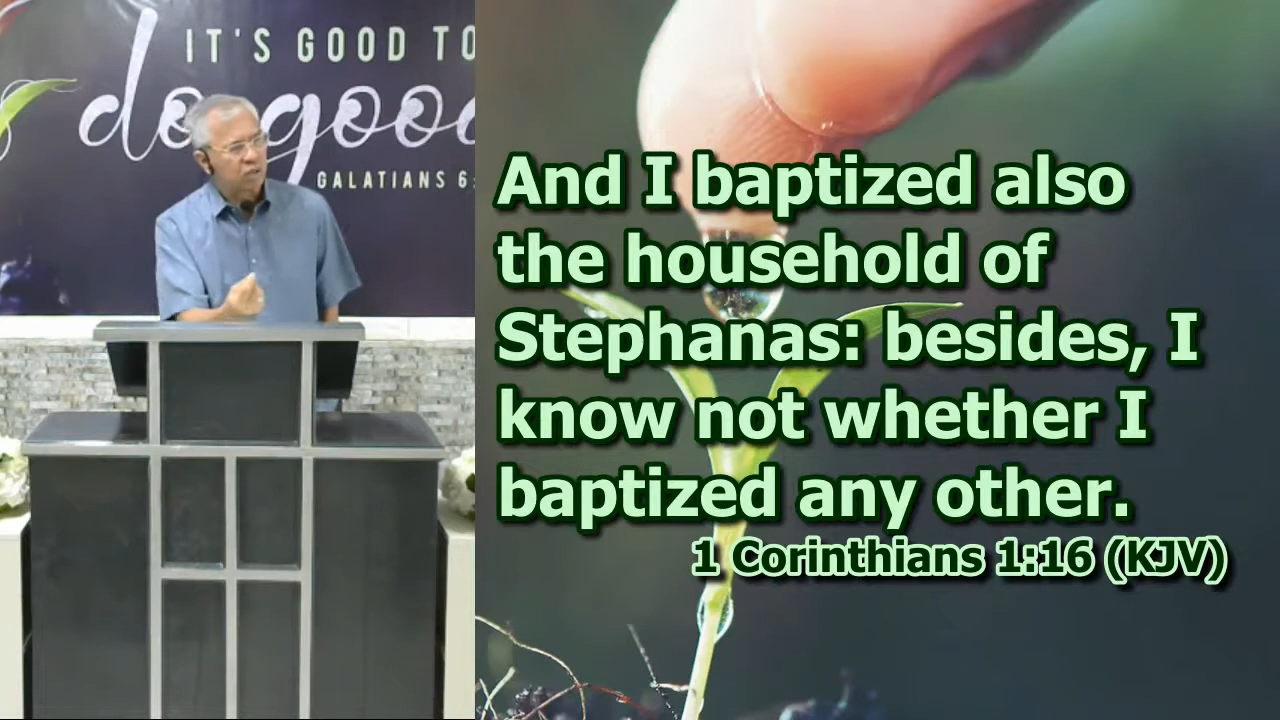 IT'S GOOD TO
do good
GALATIANS 6:
And I baptized also
the household of
Stephanas: besides, I
know not whether I
baptized any other.
1 Corinthians 1:16 (KJV)